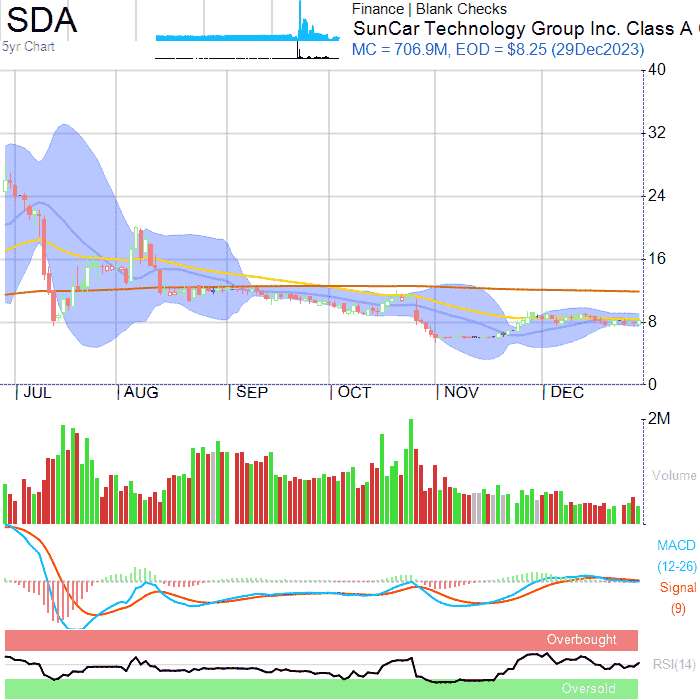 SDA
5yr Chart
Finance | Blank Checks
SunCar Technology Group Inc. Class A
MC = 706.9M, EOD = $8.25 (29Dec2023)
40
32
24
16
8
0
JUL AUG SEP OCT NOV DEC
2M
Volume
MACD
(12-26)
Signal
(9)
Overbought
RSI(14)
Oversold